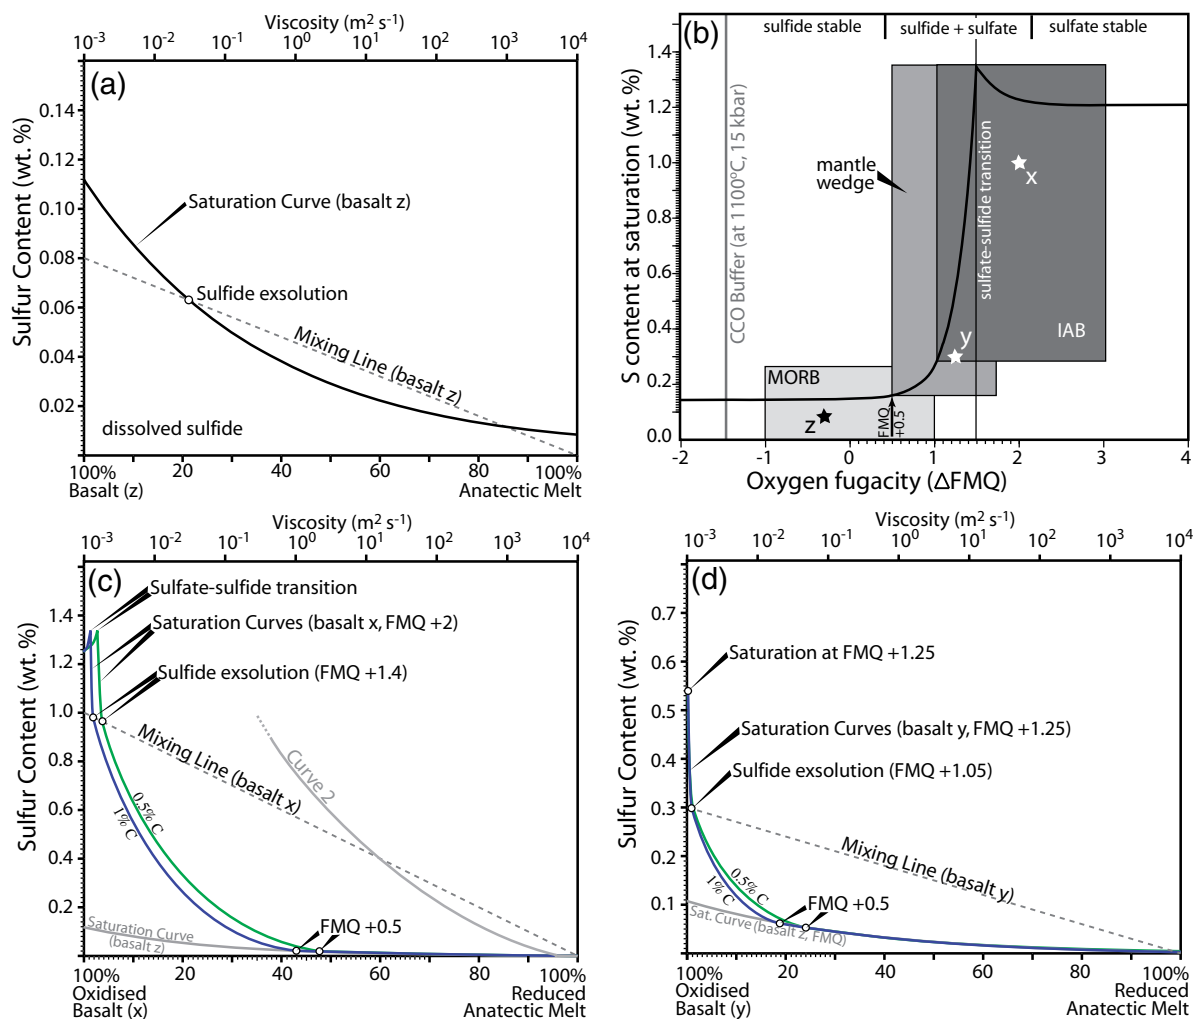 Viscosity (m² s⁻¹)
10⁻³ 10⁻² 10⁻¹ 10⁰ 10¹ 10² 10³ 10⁴
(a)
Sulfur Content (wt. %)
0.14
0.12
0.10
0.08
0.06
0.04
0.02
Saturation Curve (basalt z)
Sulfide exsolution
Mixing Line (basalt z)
dissolved sulfide
100% 20 40 60 80 100%
Basalt (z) Anatectic Melt
(b)
sulfide stable
sulfide + sulfate
sulfate stable
S content at saturation (wt. %)
1.4
1.2
1.0
0.8
0.6
0.4
0.2
0.0
CCO Buffer (at 1100°C, 15 kbar)
mantle
wedge
sulfate-sulfide transition
x
y
IAB
MORB
z
FMQ
+0.5
-2 -1 0 1 2 3 4
Oxygen fugacity (ΔFMQ)
Viscosity (m² s⁻¹)
10⁻³ 10⁻² 10⁻¹ 10⁰ 10¹ 10² 10³ 10⁴
(c)
Sulfur Content (wt. %)
1.4
1.2
1.0
0.8
0.6
0.4
0.2
Sulfate-sulfide transition
Saturation Curves (basalt x, FMQ +2)
Sulfide exsolution (FMQ +1.4)
Mixing Line (basalt x)
Curve 2
0.5% C
1% C
FMQ +0.5
Saturation Curve
(basalt z)
100% 20 40 60 80 100%
Oxidised Reduced
Basalt (x) Anatectic Melt
Viscosity (m² s⁻¹)
10⁻³ 10⁻² 10⁻¹ 10⁰ 10¹ 10² 10³ 10⁴
(d)
Sulfur Content (wt. %)
0.7
0.6
0.5
0.4
0.3
0.2
0.1
Saturation at FMQ +1.25
Saturation Curves (basalt y, FMQ +1.25)
Sulfide exsolution (FMQ +1.05)
Mixing Line (basalt y)
0.5% C
1% C
FMQ +0.5
Sat. Curve (basalt z, FMQ)
100% 20 40 60 80 100%
Oxidised Reduced
Basalt (y) Anatectic Melt